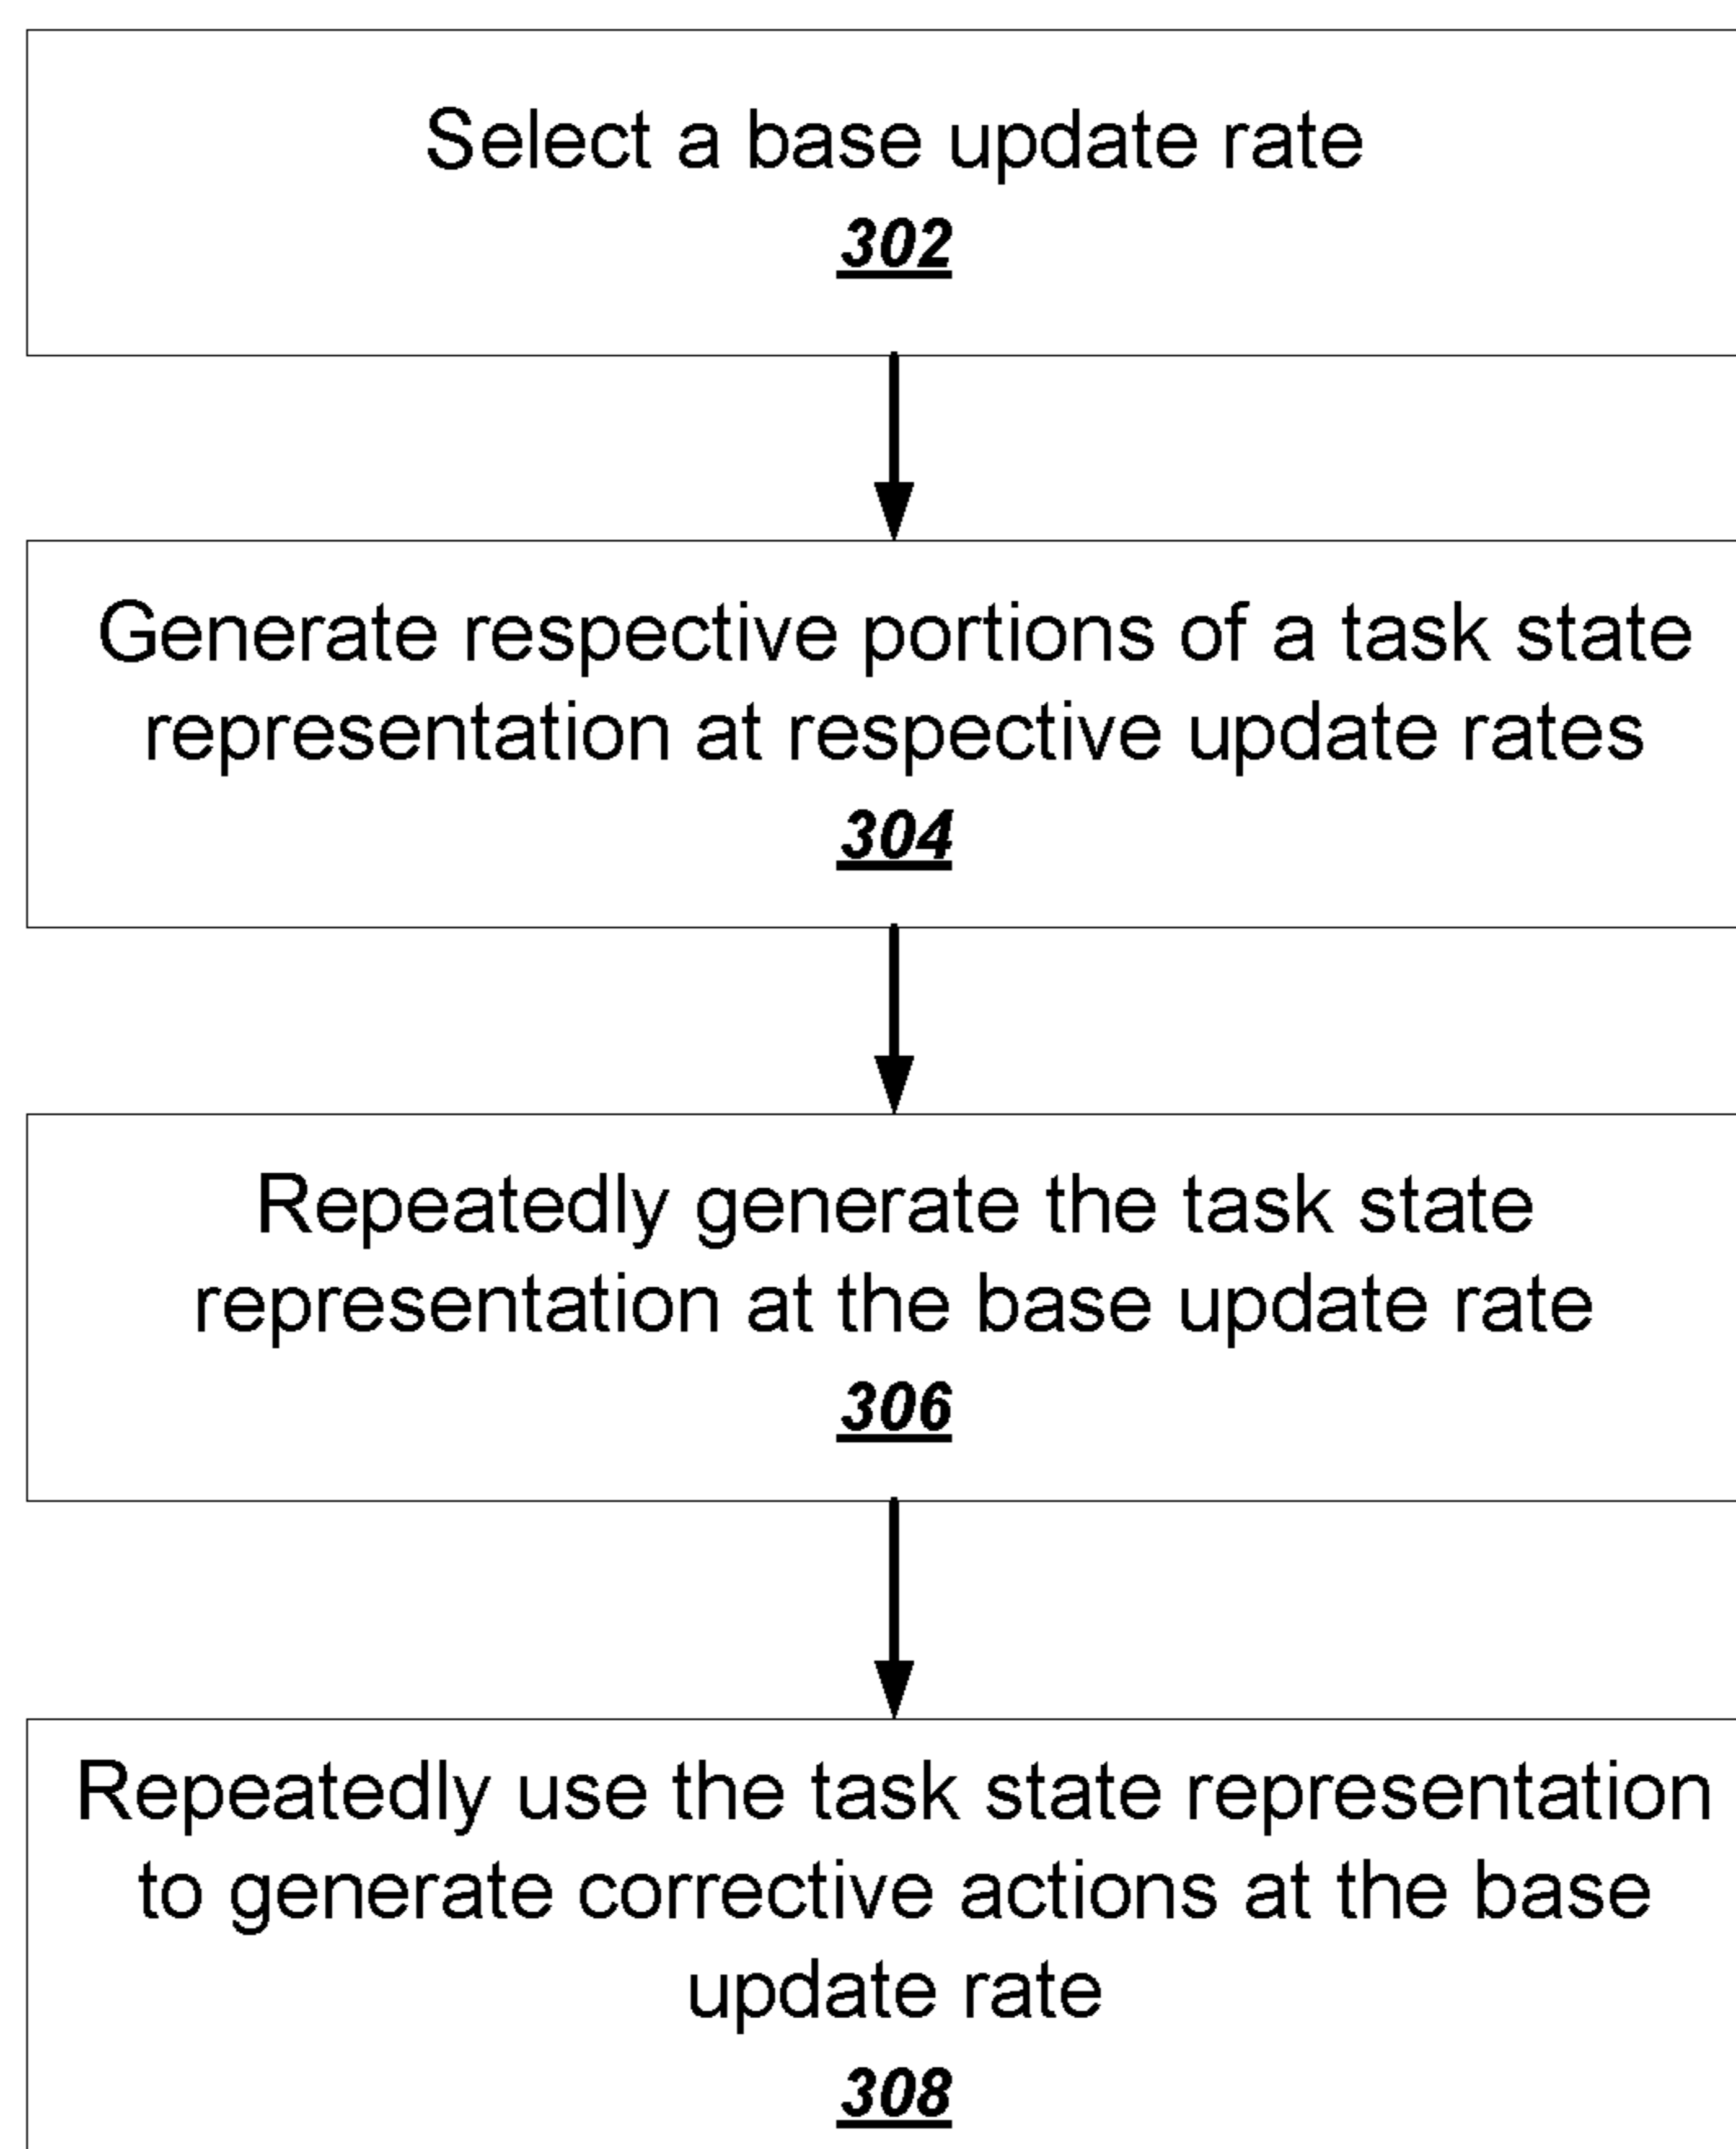 Select a base update rate
302
Generate respective portions of a task state
representation at respective update rates
304
Repeatedly generate the task state
representation at the base update rate
306
Repeatedly use the task state representation
to generate corrective actions at the base
update rate
308